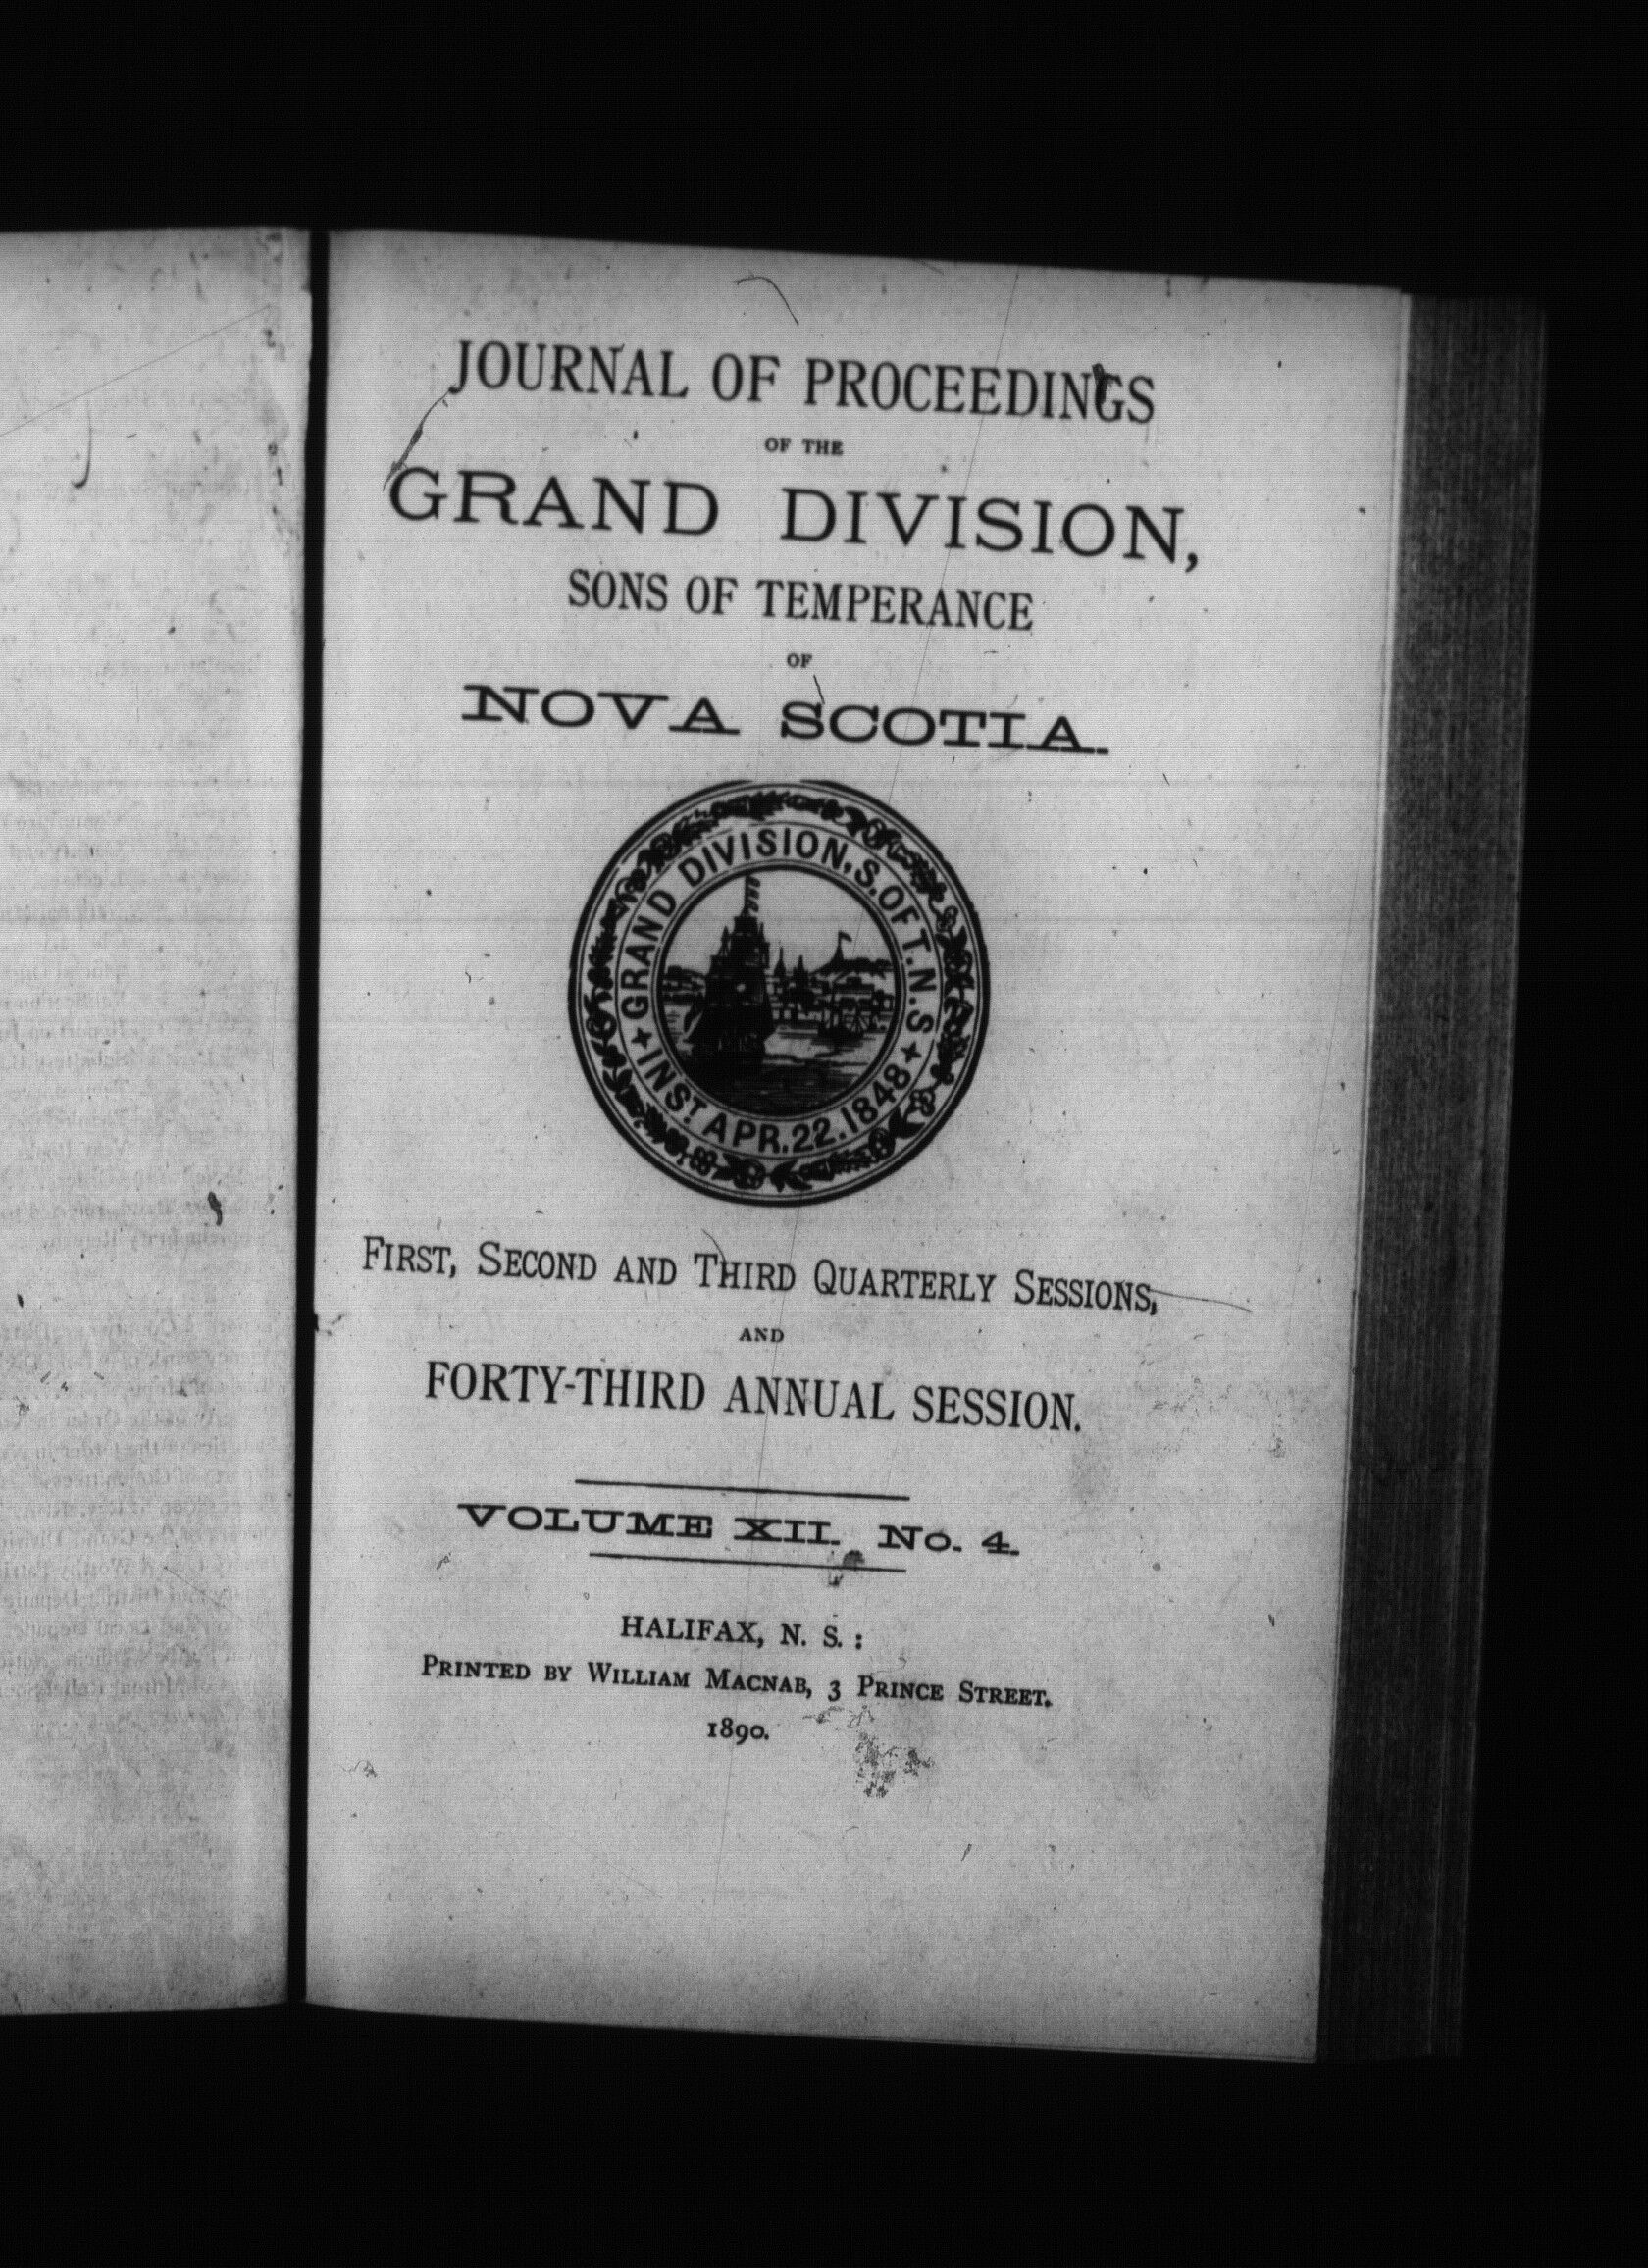 JOURNAL OF PROCEEDINGS
OF THE
GRAND DIVISION,
SONS OF TEMPERANCE
OF
NOVA SCOTIA.
GRAND DIVISION, S. OF T. N. S.
INST. APR. 22. 1848
FIRST, SECOND AND THIRD QUARTERLY SESSIONS,
AND
FORTY-THIRD ANNUAL SESSION.
VOLUME XII. No. 4.
HALIFAX, N. S. :
PRINTED BY WILLIAM MACNAB, 3 PRINCE STREET.
1890.